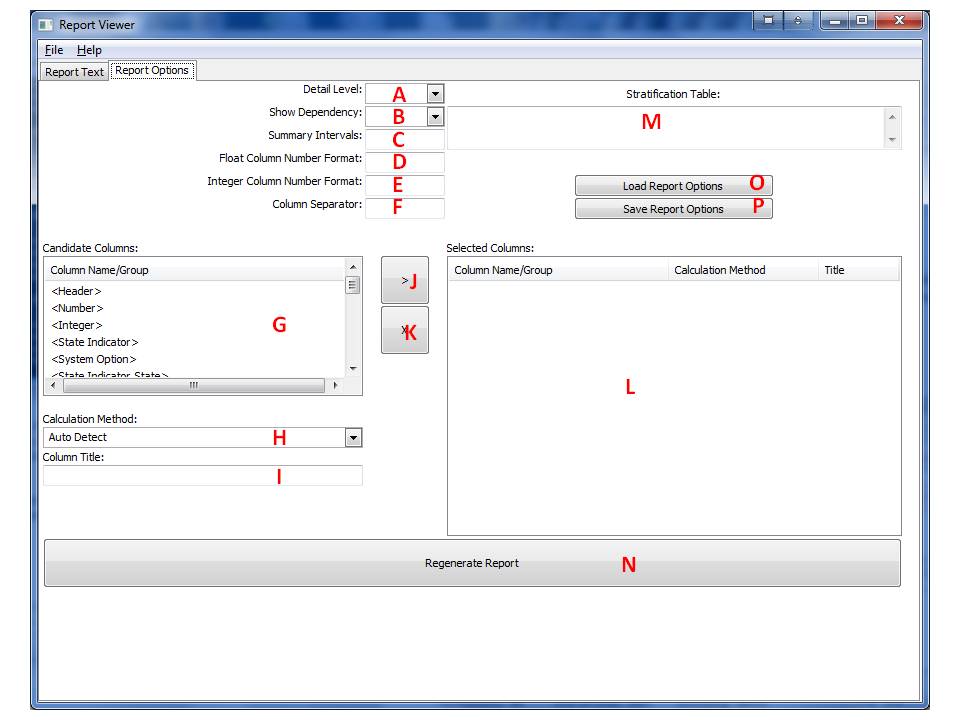 Report Viewer
File Help
Report Text Report Options
Detail Level: A
Show Dependency: B
Summary Intervals: C
Float Column Number Format: D
Integer Column Number Format: E
Column Separator: F
Stratification Table:
M
Load Report Options O
Save Report Options P
Candidate Columns:
Column Name/Group
<Header>
<Number>
<Integer>
<State Indicator>
<System Option>
<State Indicator State>
G
> J
K
Selected Columns:
Column Name/Group Calculation Method Title
L
Calculation Method:
Auto Detect H
Column Title:
I
Regenerate Report N